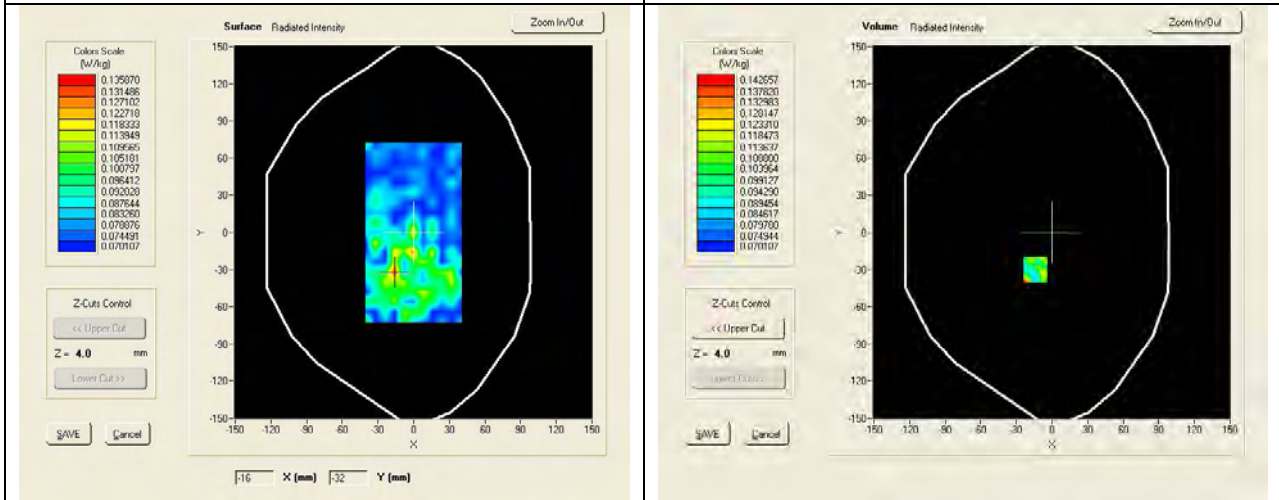 Surface Radiated Intensity
Zoom In/Out
Colors Scale
(W/kg)
0.135870
0.131486
0.127102
0.122718
0.118333
0.113949
0.109565
0.105181
0.100797
0.096412
0.092028
0.087644
0.083260
0.078876
0.074491
0.070107
150
120
90
60
30
0
-30
-60
-90
-120
-150
Y
-150 -120 -90 -60 -30 0 30 60 90 120 150
X
Z-Cuts Control
<< Upper Cut
Z = 4.0 mm
Lower Cut >>
SAVE Cancel
-16 X (mm) -32 Y (mm)
Volume Radiated Intensity
Zoom In/Out
Colors Scale
(W/kg)
0.142657
0.137820
0.132983
0.128147
0.123310
0.118473
0.113637
0.108800
0.103964
0.099127
0.094290
0.089454
0.084617
0.079780
0.074944
0.070107
150
120
90
60
30
0
-30
-60
-90
-120
-150
Y
-150 -120 -90 -60 -30 0 30 60 90 120 150
X
Z-Cuts Control
<< Upper Cut
Z = 4.0 mm
Lower Cut >>
SAVE Cancel